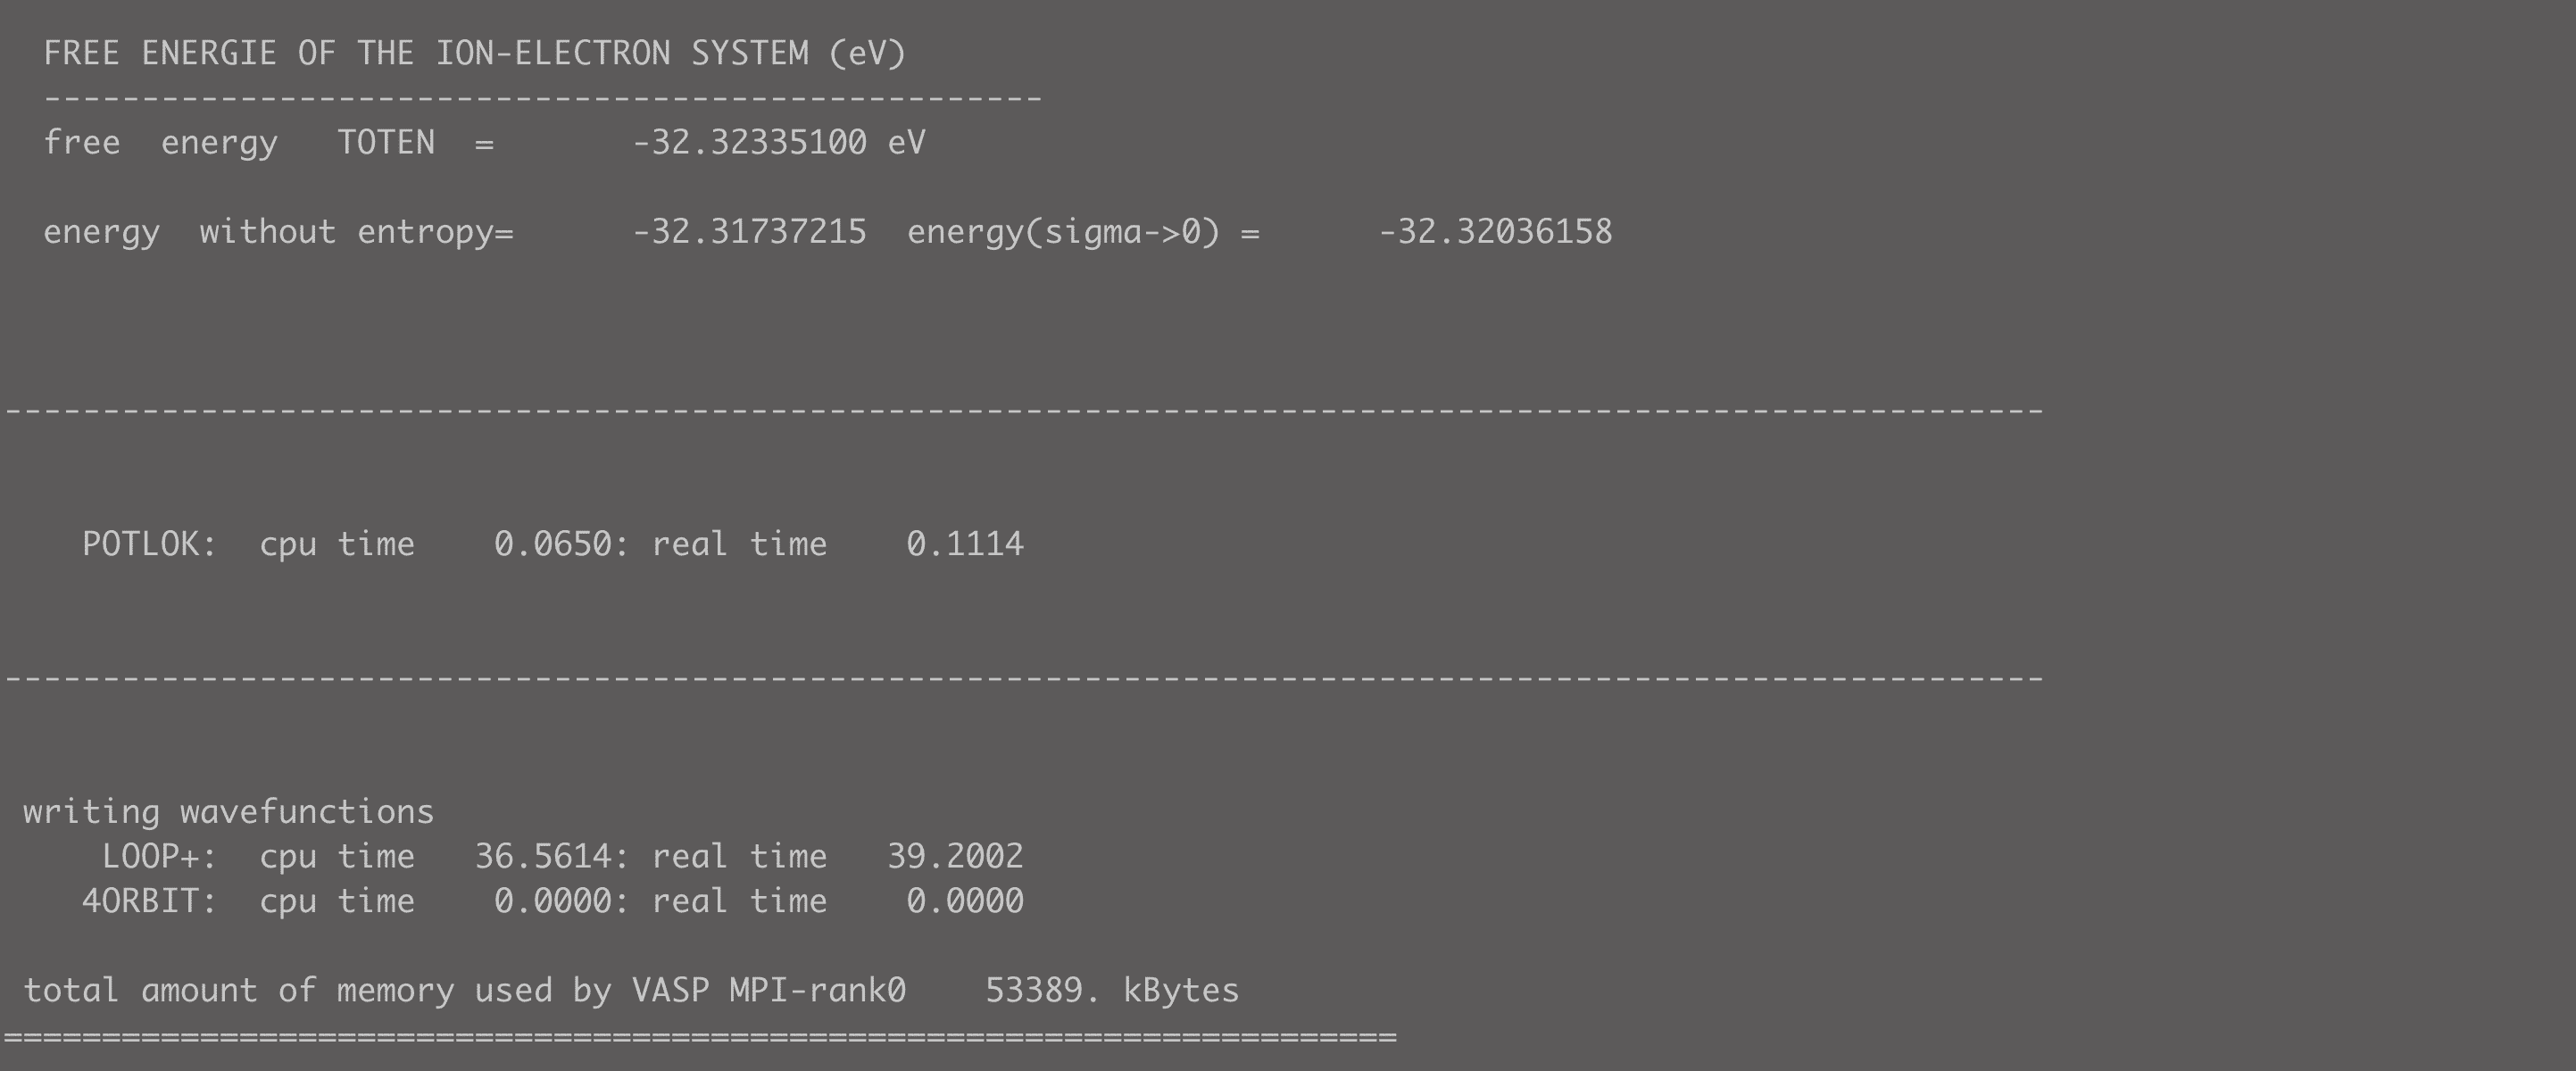 FREE ENERGIE OF THE ION-ELECTRON SYSTEM (eV)
---------------------------------------------------
free  energy   TOTEN  =       -32.32335100 eV
energy  without entropy=      -32.31737215  energy(sigma->0) =      -32.32036158
--------------------------------------------------------------------------------------------------------
POTLOK:  cpu time    0.0650: real time    0.1114
--------------------------------------------------------------------------------------------------------
writing wavefunctions
LOOP+:  cpu time   36.5614: real time   39.2002
4ORBIT:  cpu time    0.0000: real time    0.0000
total amount of memory used by VASP MPI-rank0    53389. kBytes
=======================================================================